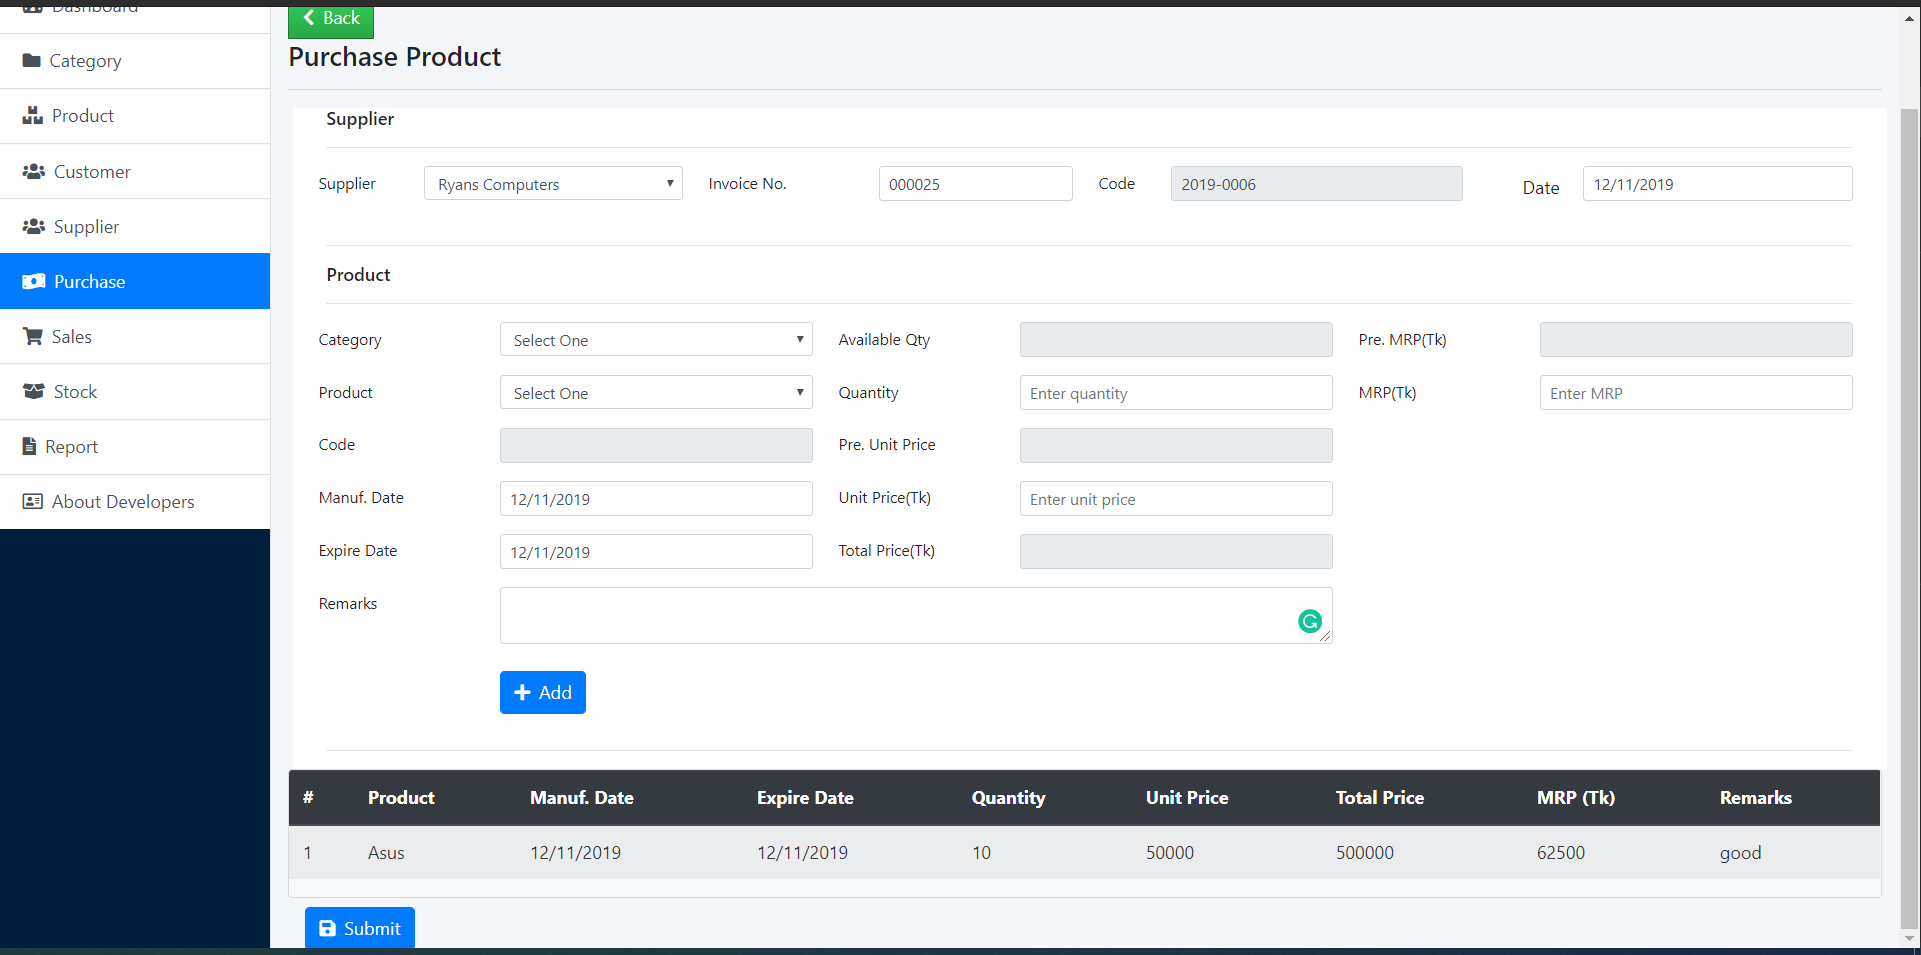 Dashboard
Category
Product
Customer
Supplier
Purchase
Sales
Stock
Report
About Developers
Back
Purchase Product
Supplier
Supplier Ryans Computers Invoice No. 000025 Code 2019-0006 Date 12/11/2019
Product
Category Select One Available Qty Pre. MRP(Tk)
Product Select One Quantity Enter quantity MRP(Tk) Enter MRP
Code Pre. Unit Price
Manuf. Date 12/11/2019 Unit Price(Tk) Enter unit price
Expire Date 12/11/2019 Total Price(Tk)
Remarks
Add
# Product Manuf. Date Expire Date Quantity Unit Price Total Price MRP (Tk) Remarks
1 Asus 12/11/2019 12/11/2019 10 50000 500000 62500 good
Submit